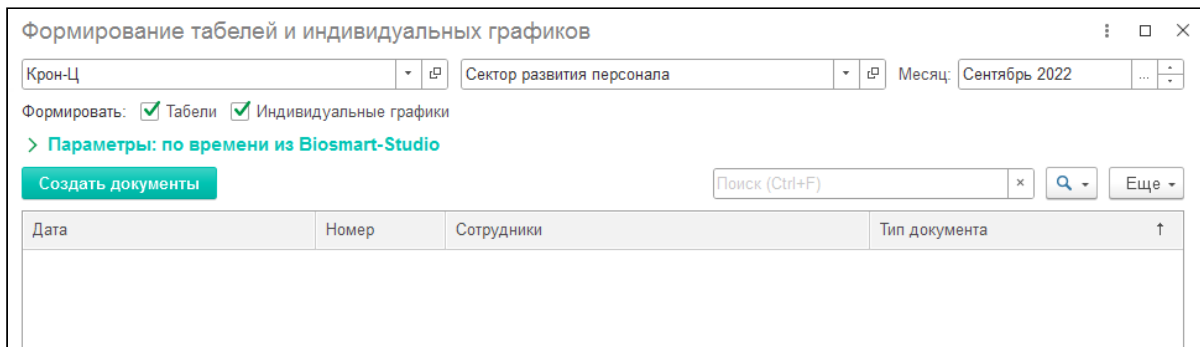 Формирование табелей и индивидуальных графиков
Крон-Ц Сектор развития персонала Месяц: Сентябрь 2022 ...
Формировать: Табели Индивидуальные графики
Параметры: по времени из Biosmart-Studio
Создать документы Поиск (Ctrl+F) × Еще
Дата Номер Сотрудники Тип документа ↑